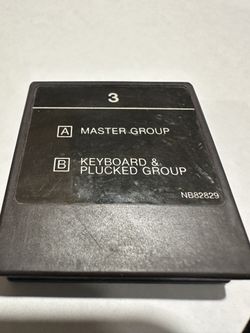 3
A MASTER GROUP
B KEYBOARD &
PLUCKED GROUP
NB82829